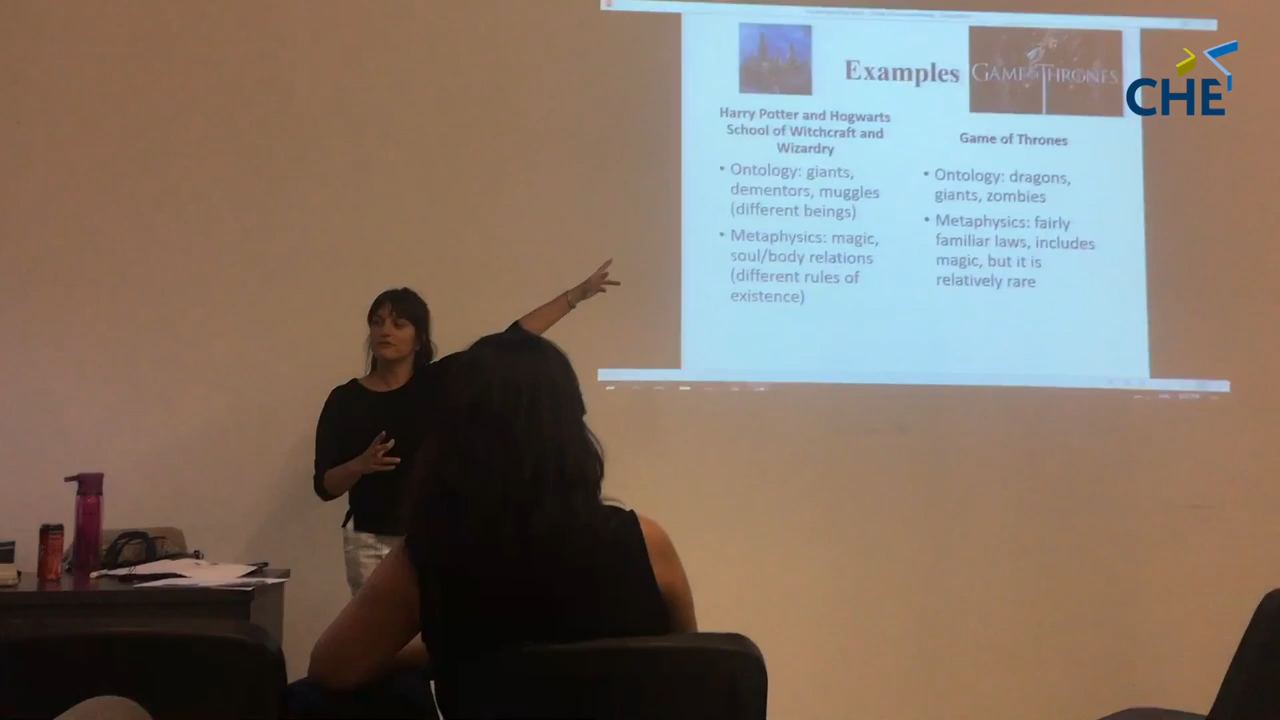 Examples
GAME OF THRONES
CHE
Harry Potter and Hogwarts
School of Witchcraft and
Wizardry
• Ontology: giants,
dementors, muggles
(different beings)
• Metaphysics: magic,
soul/body relations
(different rules of
existence)
Game of Thrones
• Ontology: dragons,
giants, zombies
• Metaphysics: fairly
familiar laws, includes
magic, but it is
relatively rare